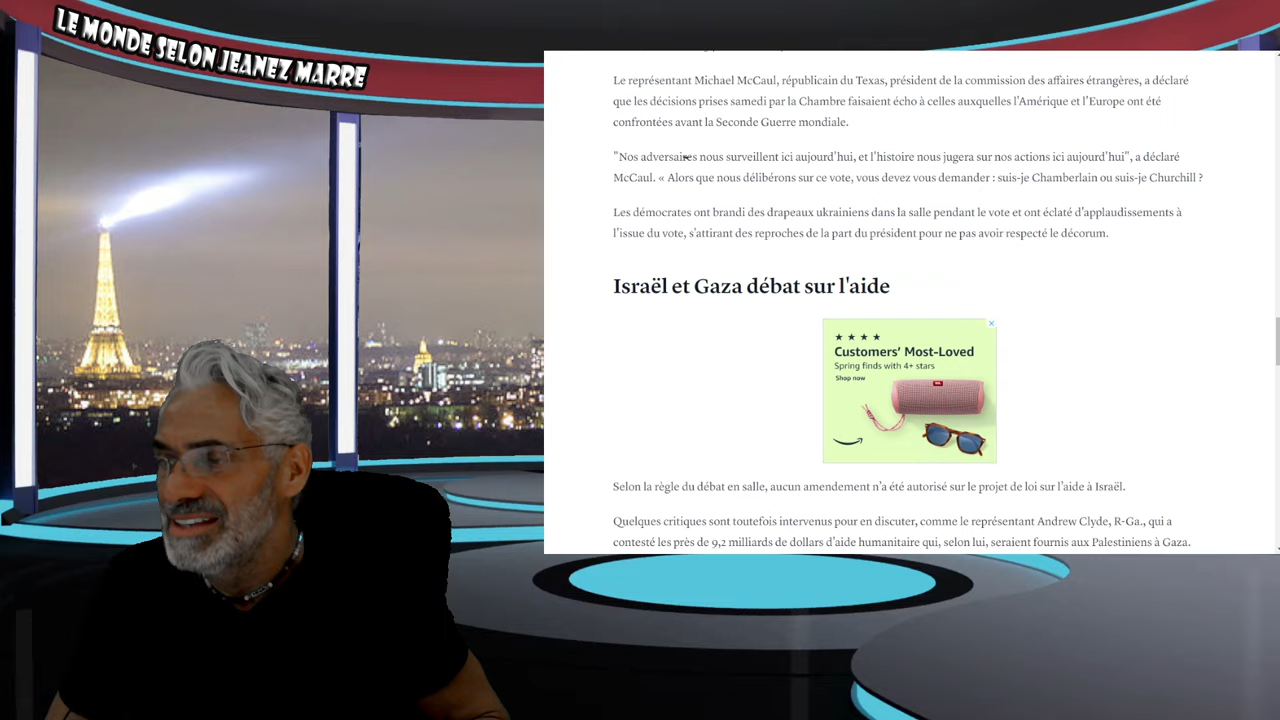 LE MONDE SELON JEANEZ MARRE
Le représentant Michael McCaul, républicain du Texas, président de la commission des affaires étrangères, a déclaré
que les décisions prises samedi par la Chambre faisaient écho à celles auxquelles l'Amérique et l'Europe ont été
confrontées avant la Seconde Guerre mondiale.
"Nos adversaires nous surveillent ici aujourd'hui, et l'histoire nous jugera sur nos actions ici aujourd'hui", a déclaré
McCaul. « Alors que nous délibérons sur ce vote, vous devez vous demander : suis-je Chamberlain ou suis-je Churchill ?
Les démocrates ont brandi des drapeaux ukrainiens dans la salle pendant le vote et ont éclaté d'applaudissements à
l'issue du vote, s'attirant des reproches de la part du président pour ne pas avoir respecté le décorum.
Israël et Gaza débat sur l'aide
Customers' Most-Loved
Spring finds with 4+ stars
Shop now
JBL
Selon la règle du débat en salle, aucun amendement n'a été autorisé sur le projet de loi sur l'aide à Israël.
Quelques critiques sont toutefois intervenus pour en discuter, comme le représentant Andrew Clyde, R-Ga., qui a
contesté les près de 9,2 milliards de dollars d'aide humanitaire qui, selon lui, seraient fournis aux Palestiniens à Gaza.